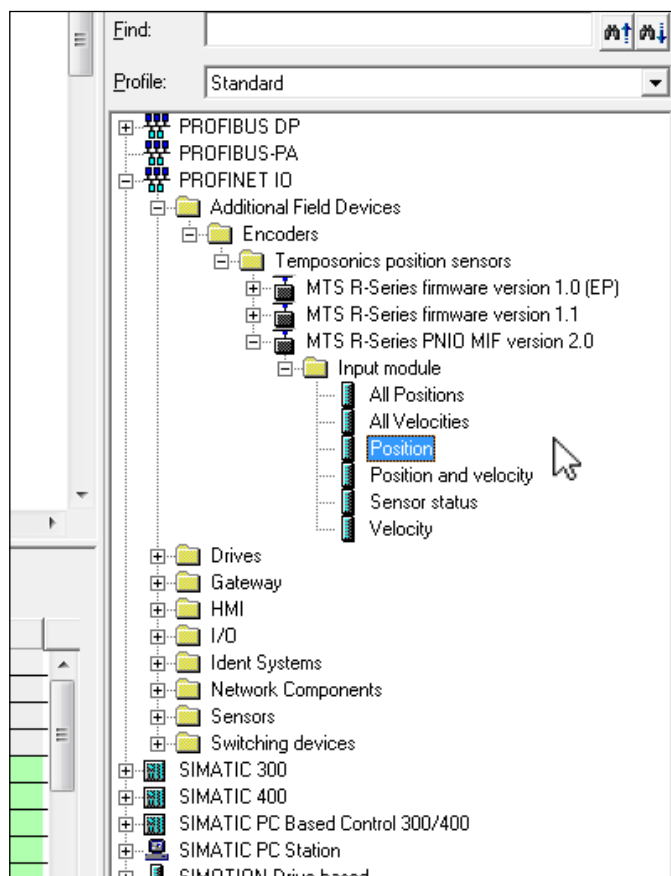 Find:
Profile: Standard
PROFIBUS DP
PROFIBUS-PA
PROFINET IO
Additional Field Devices
Encoders
Temposonics position sensors
MTS R-Series firmware version 1.0 (EP)
MTS R-Series firmware version 1.1
MTS R-Series PNIO MIF version 2.0
Input module
All Positions
All Velocities
Position
Position and velocity
Sensor status
Velocity
Drives
Gateway
HMI
I/O
Ident Systems
Network Components
Sensors
Switching devices
SIMATIC 300
SIMATIC 400
SIMATIC PC Based Control 300/400
SIMATIC PC Station
SIMOTION Drive-based